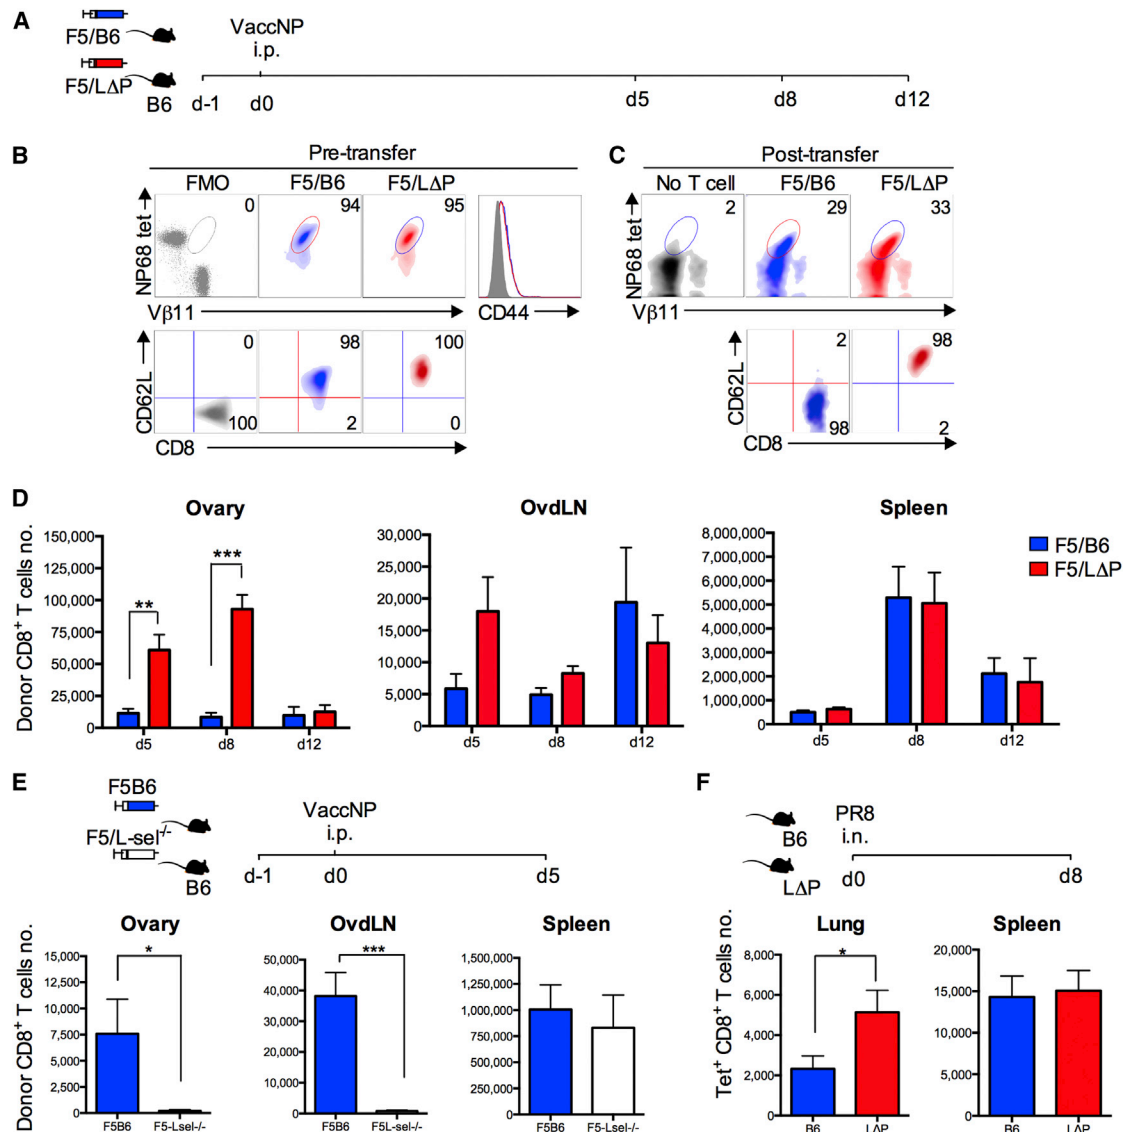 A
F5/B6
F5/LΔP
B6
VaccNP
i.p.
d-1 d0 d5 d8 d12
B
Pre-transfer
FMO F5/B6 F5/LΔP
NP68 tet
0 94 95
Vβ11
CD44
CD62L
0 98 100
100 2 0
CD8
C
Post-transfer
No T cell F5/B6 F5/LΔP
NP68 tet
2 29 33
Vβ11
CD62L
2 98
98 2
CD8
D
Donor CD8⁺ T cells no.
Ovary
150,000
125,000
100,000
75,000
50,000
25,000
0
** ***
d5 d8 d12
OvdLN
30,000
25,000
20,000
15,000
10,000
5,000
0
d5 d8 d12
Spleen
8,000,000
7,000,000
6,000,000
5,000,000
4,000,000
3,000,000
2,000,000
1,000,000
0
d5 d8 d12
F5/B6
F5/LΔP
E
F5B6
F5/L-sel⁻/⁻
B6
VaccNP
i.p.
d-1 d0 d5
Donor CD8⁺ T cells no.
Ovary
15,000
12,500
10,000
7,500
5,000
2,500
0
*
F5B6 F5-Lsel-/-
OvdLN
50,000
40,000
30,000
20,000
10,000
0
***
F5B6 F5L-sel-/-
Spleen
1,500,000
1,250,000
1,000,000
750,000
500,000
250,000
0
F5B6 F5-Lsel-/-
F
B6
LΔP
PR8
i.n.
d0 d8
Tet⁺ CD8⁺ T cells no.
Lung
8,000
6,000
4,000
2,000
0
*
B6 LΔP
Spleen
20,000
15,000
10,000
5,000
0
B6 LΔP